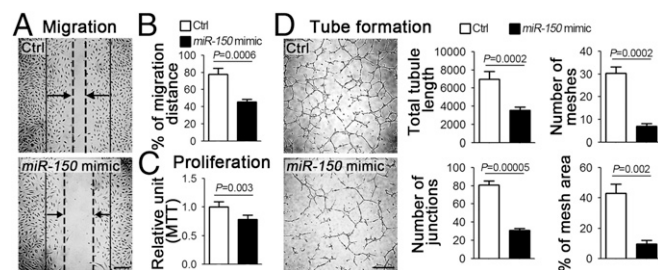 A Migration
Ctrl
miR-150 mimic
B
Ctrl
miR-150 mimic
P=0.0006
% of migration
distance
100
80
60
40
20
0
C Proliferation
P=0.003
Relative unit
(MTT)
1.5
1.0
0.5
0.0
D Tube formation
Ctrl
miR-150 mimic
Ctrl
miR-150 mimic
P=0.0002
Total tubule
length
10000
8000
6000
4000
2000
0
P=0.0002
Number of
meshes
40
30
20
10
0
P=0.00005
Number of
junctions
100
80
60
40
20
0
P=0.002
% of mesh area
60
40
20
0